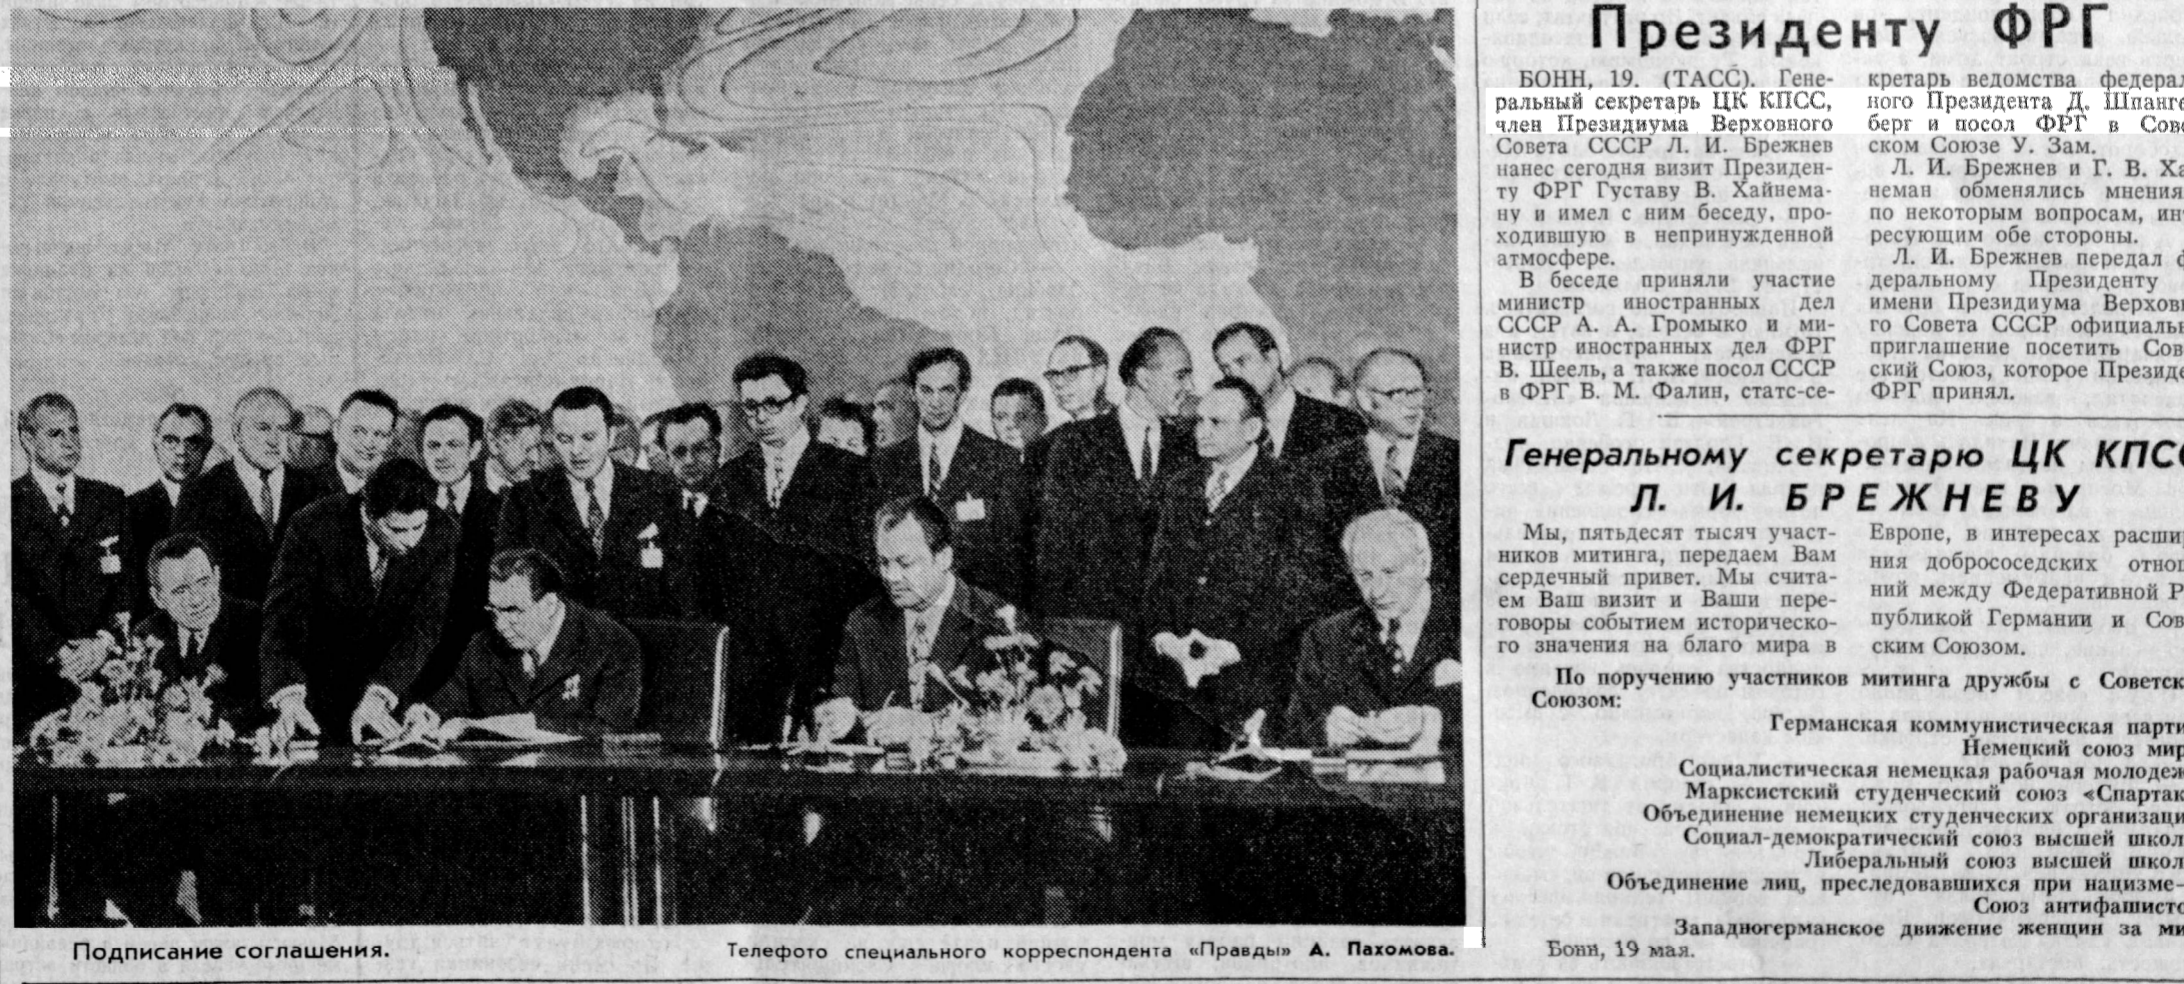 Подписание соглашения.
Телефото специального корреспондента «Правды» А. Пахомова.
Президенту ФРГ
БОНН, 19. (ТАСС). Гене-
ральный секретарь ЦК КПСС,
член Президиума Верховного
Совета СССР Л. И. Брежнев
нанес сегодня визит Президен-
ту ФРГ Густаву В. Хайнема-
ну и имел с ним беседу, про-
ходившую в непринужденной
атмосфере.
В беседе приняли участие
министр иностранных дел
СССР А. А. Громыко и ми-
нистр иностранных дел ФРГ
В. Шеель, а также посол СССР
в ФРГ В. М. Фалин, статс-се-
кретарь ведомства федерал
ного Президента Д. Шпанге
берг и посол ФРГ в Сов
ском Союзе У. Зам.
Л. И. Брежнев и Г. В. Ха
неман обменялись мнения
по некоторым вопросам, ин
ресующим обе стороны.
Л. И. Брежнев передал ф
деральному Президенту
имени Президиума Верховн
го Совета СССР официальн
приглашение посетить Сов
ский Союз, которое Президе
ФРГ принял.
Генеральному секретарю ЦК КПСС
Л. И. БРЕЖНЕВУ
Мы, пятьдесят тысяч участ-
ников митинга, передаем Вам
сердечный привет. Мы счита-
ем Ваш визит и Ваши пере-
говоры событием историческо-
го значения на благо мира в
Европе, в интересах расши
ния добрососедских отнош
ний между Федеративной Р
публикой Германии и Сов
ским Союзом.
По поручению участников митинга дружбы с Советск
Союзом:
Германская коммунистическая парти
Немецкий союз мир
Социалистическая немецкая рабочая молодеж
Марксистский студенческий союз «Спартак
Объединение немецких студенческих организаци
Социал-демократический союз высшей школ
Либеральный союз высшей школ
Объединение лиц, преследовавшихся при нацизме—
Союз антифашисто
Западногерманское движение женщин за ми
Бонн, 19 мая.